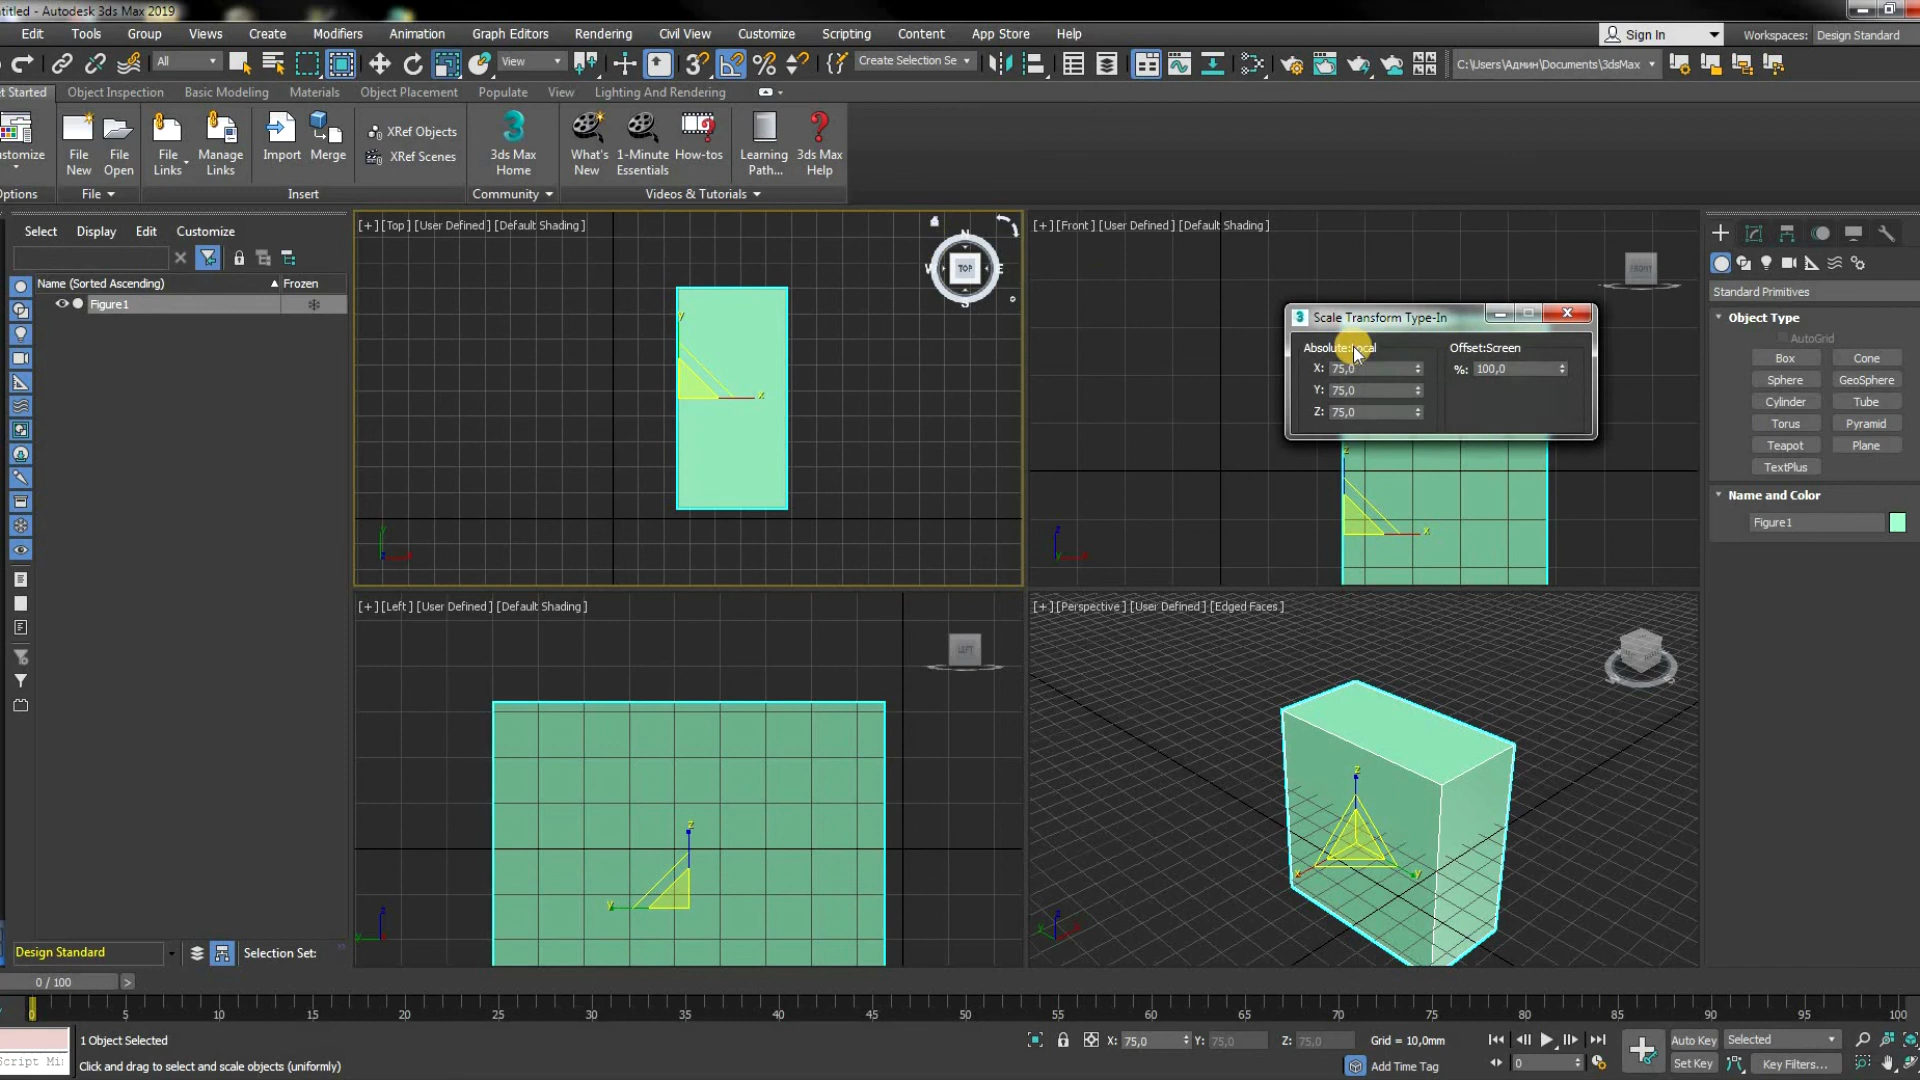 ntitled - Autodesk 3ds Max 2019
Edit Tools Group Views Create Modifiers Animation Graph Editors Rendering Civil View Customize Scripting Content App Store Help
Sign In Workspaces: Design Standard
All View Create Selection Se C:\Users\Админ\Documents\3dsMax
et Started Object Inspection Basic Modeling Materials Object Placement Populate View Lighting And Rendering
ustomize File New File Open File Links Manage Links Import Merge XRef Objects XRef Scenes 3ds Max Home What's New 1-Minute Essentials How-tos Learning Path... 3ds Max Help
Options File Insert Community Videos & Tutorials
Select Display Edit Customize
Name (Sorted Ascending) Frozen
Figure1
[+] [Top] [User Defined] [Default Shading]
N
W TOP E
S
y
x
y
[+] [Front] [User Defined] [Default Shading]
FRONT
3 Scale Transform Type-In
Absolute:Local Offset:Screen
X: 75,0 %: 100,0
Y: 75,0
Z: 75,0
z
x
z
[+] [Left] [User Defined] [Default Shading]
LEFT
z
y
z
y
[+] [Perspective] [User Defined] [Edged Faces]
z
x
y
Standard Primitives
Object Type
AutoGrid
Box Cone
Sphere GeoSphere
Cylinder Tube
Torus Pyramid
Teapot Plane
TextPlus
Name and Color
Figure1
Design Standard Selection Set:
0 / 100 >
0 5 10 15 20 25 30 35 40 45 50 55 60 65 70 75 80 85 90 95 100
1 Object Selected X: 75,0 Y: 75,0 Z: 75,0 Grid = 10,0mm Auto Key Selected
Script Mi Click and drag to select and scale objects (uniformly) Add Time Tag 0 Set Key Key Filters...